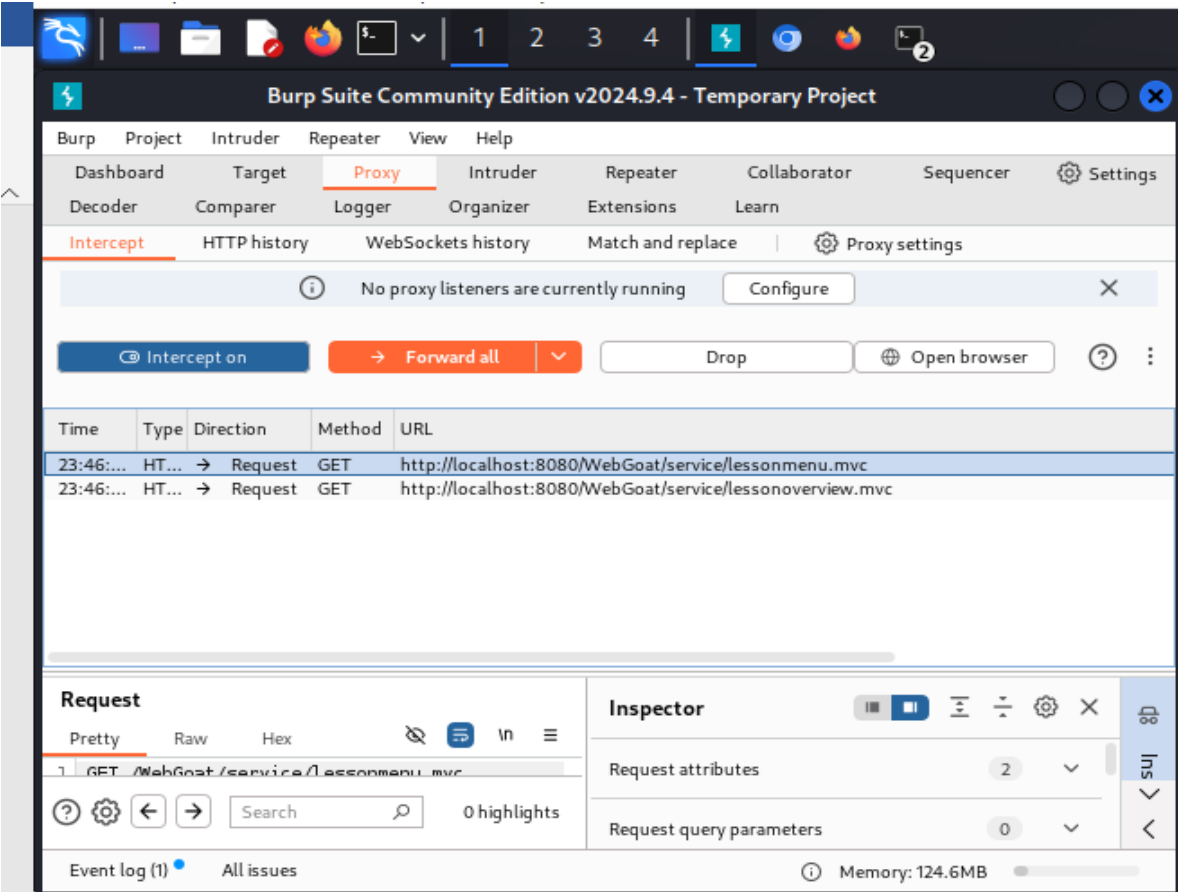 1 2 3 4 2
Burp Suite Community Edition v2024.9.4 - Temporary Project
Burp Project Intruder Repeater View Help
Dashboard Target Proxy Intruder Repeater Collaborator Sequencer Settings
Decoder Comparer Logger Organizer Extensions Learn
Intercept HTTP history WebSockets history Match and replace Proxy settings
No proxy listeners are currently running Configure
Intercept on → Forward all Drop Open browser
Time Type Direction Method URL
23:46:... HT... → Request GET http://localhost:8080/WebGoat/service/lessonmenu.mvc
23:46:... HT... → Request GET http://localhost:8080/WebGoat/service/lessonoverview.mvc
Request
Inspector
Pretty Raw Hex \n
1 GET /WebGoat/service/lessonmenu.mvc
Request attributes 2
Ins
Search 0 highlights
Request query parameters 0
Event log (1) All issues Memory: 124.6MB